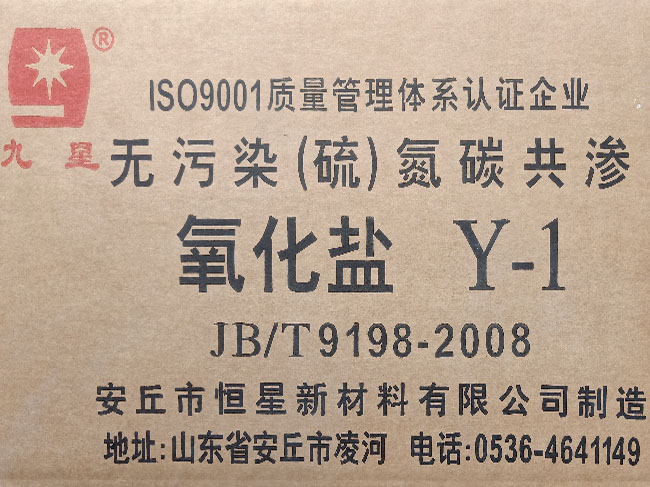 ®
九星
ISO9001质量管理体系认证企业
无污染(硫)氮碳共渗
氧化盐 Y-1
JB/T9198-2008
安丘市恒星新材料有限公司制造
地址:山东省安丘市凌河 电话:0536-4641149